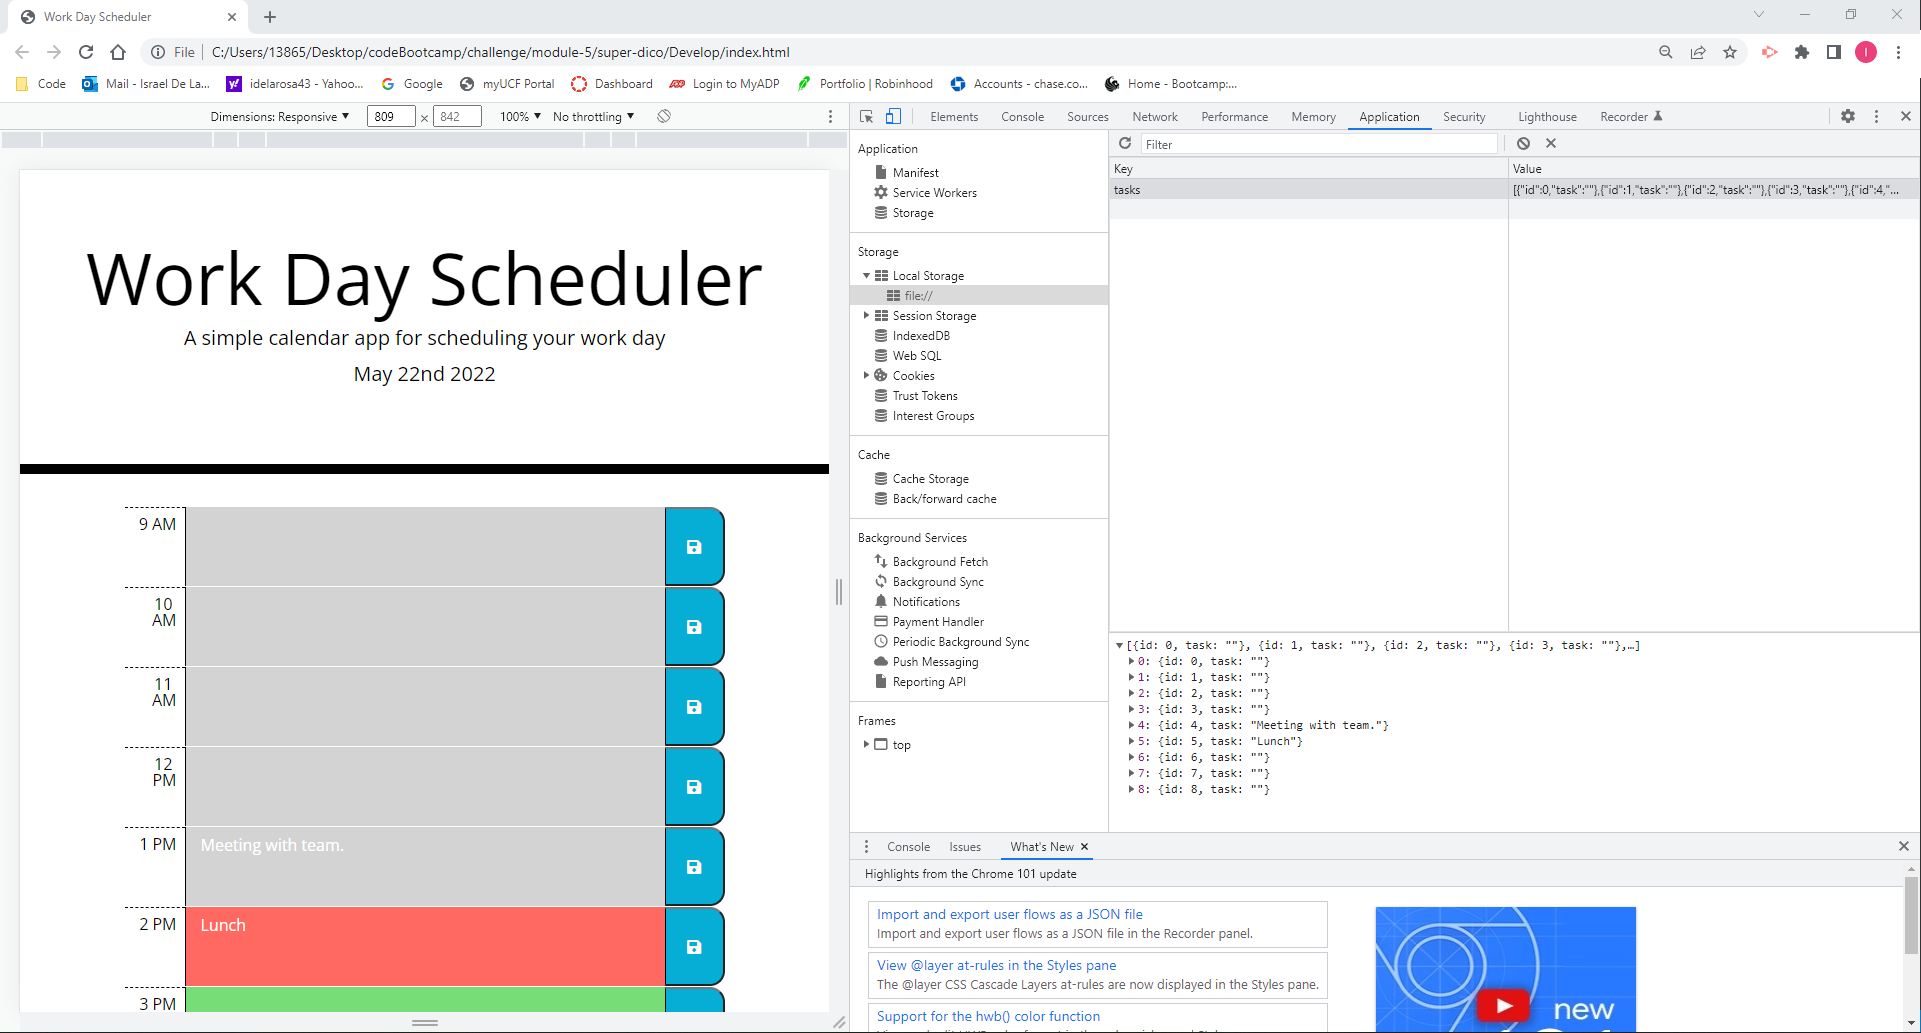 Work Day Scheduler
File
C:/Users/13865/Desktop/codeBootcamp/challenge/module-5/super-dico/Develop/index.html
I
Code
Mail - Israel De La...
idelarosa43 - Yahoo...
Google
myUCF Portal
Dashboard
Login to MyADP
Portfolio | Robinhood
Accounts - chase.co...
Home - Bootcamp:...
Dimensions: Responsive
809 × 842
100%
No throttling
Work Day Scheduler
A simple calendar app for scheduling your work day
May 22nd 2022
9 AM
10 AM
11 AM
12 PM
1 PM Meeting with team.
2 PM Lunch
3 PM
Elements
Console
Sources
Network
Performance
Memory
Application
Security
Lighthouse
Recorder
Application
Manifest
Service Workers
Storage
Storage
Local Storage
file://
Session Storage
IndexedDB
Web SQL
Cookies
Trust Tokens
Interest Groups
Cache
Cache Storage
Back/forward cache
Background Services
Background Fetch
Background Sync
Notifications
Payment Handler
Periodic Background Sync
Push Messaging
Reporting API
Frames
top
Filter
Key Value
tasks [{"id":0,"task":""},{"id":1,"task":""},{"id":2,"task":""},{"id":3,"task":""},{"id":4,"...
[{id: 0, task: ""}, {id: 1, task: ""}, {id: 2, task: ""}, {id: 3, task: ""},…]
0: {id: 0, task: ""}
1: {id: 1, task: ""}
2: {id: 2, task: ""}
3: {id: 3, task: ""}
4: {id: 4, task: "Meeting with team."}
5: {id: 5, task: "Lunch"}
6: {id: 6, task: ""}
7: {id: 7, task: ""}
8: {id: 8, task: ""}
Console
Issues
What's New
Highlights from the Chrome 101 update
Import and export user flows as a JSON file
Import and export user flows as a JSON file in the Recorder panel.
View @layer at-rules in the Styles pane
The @layer CSS Cascade Layers at-rules are now displayed in the Styles pane.
Support for the hwb() color function
new